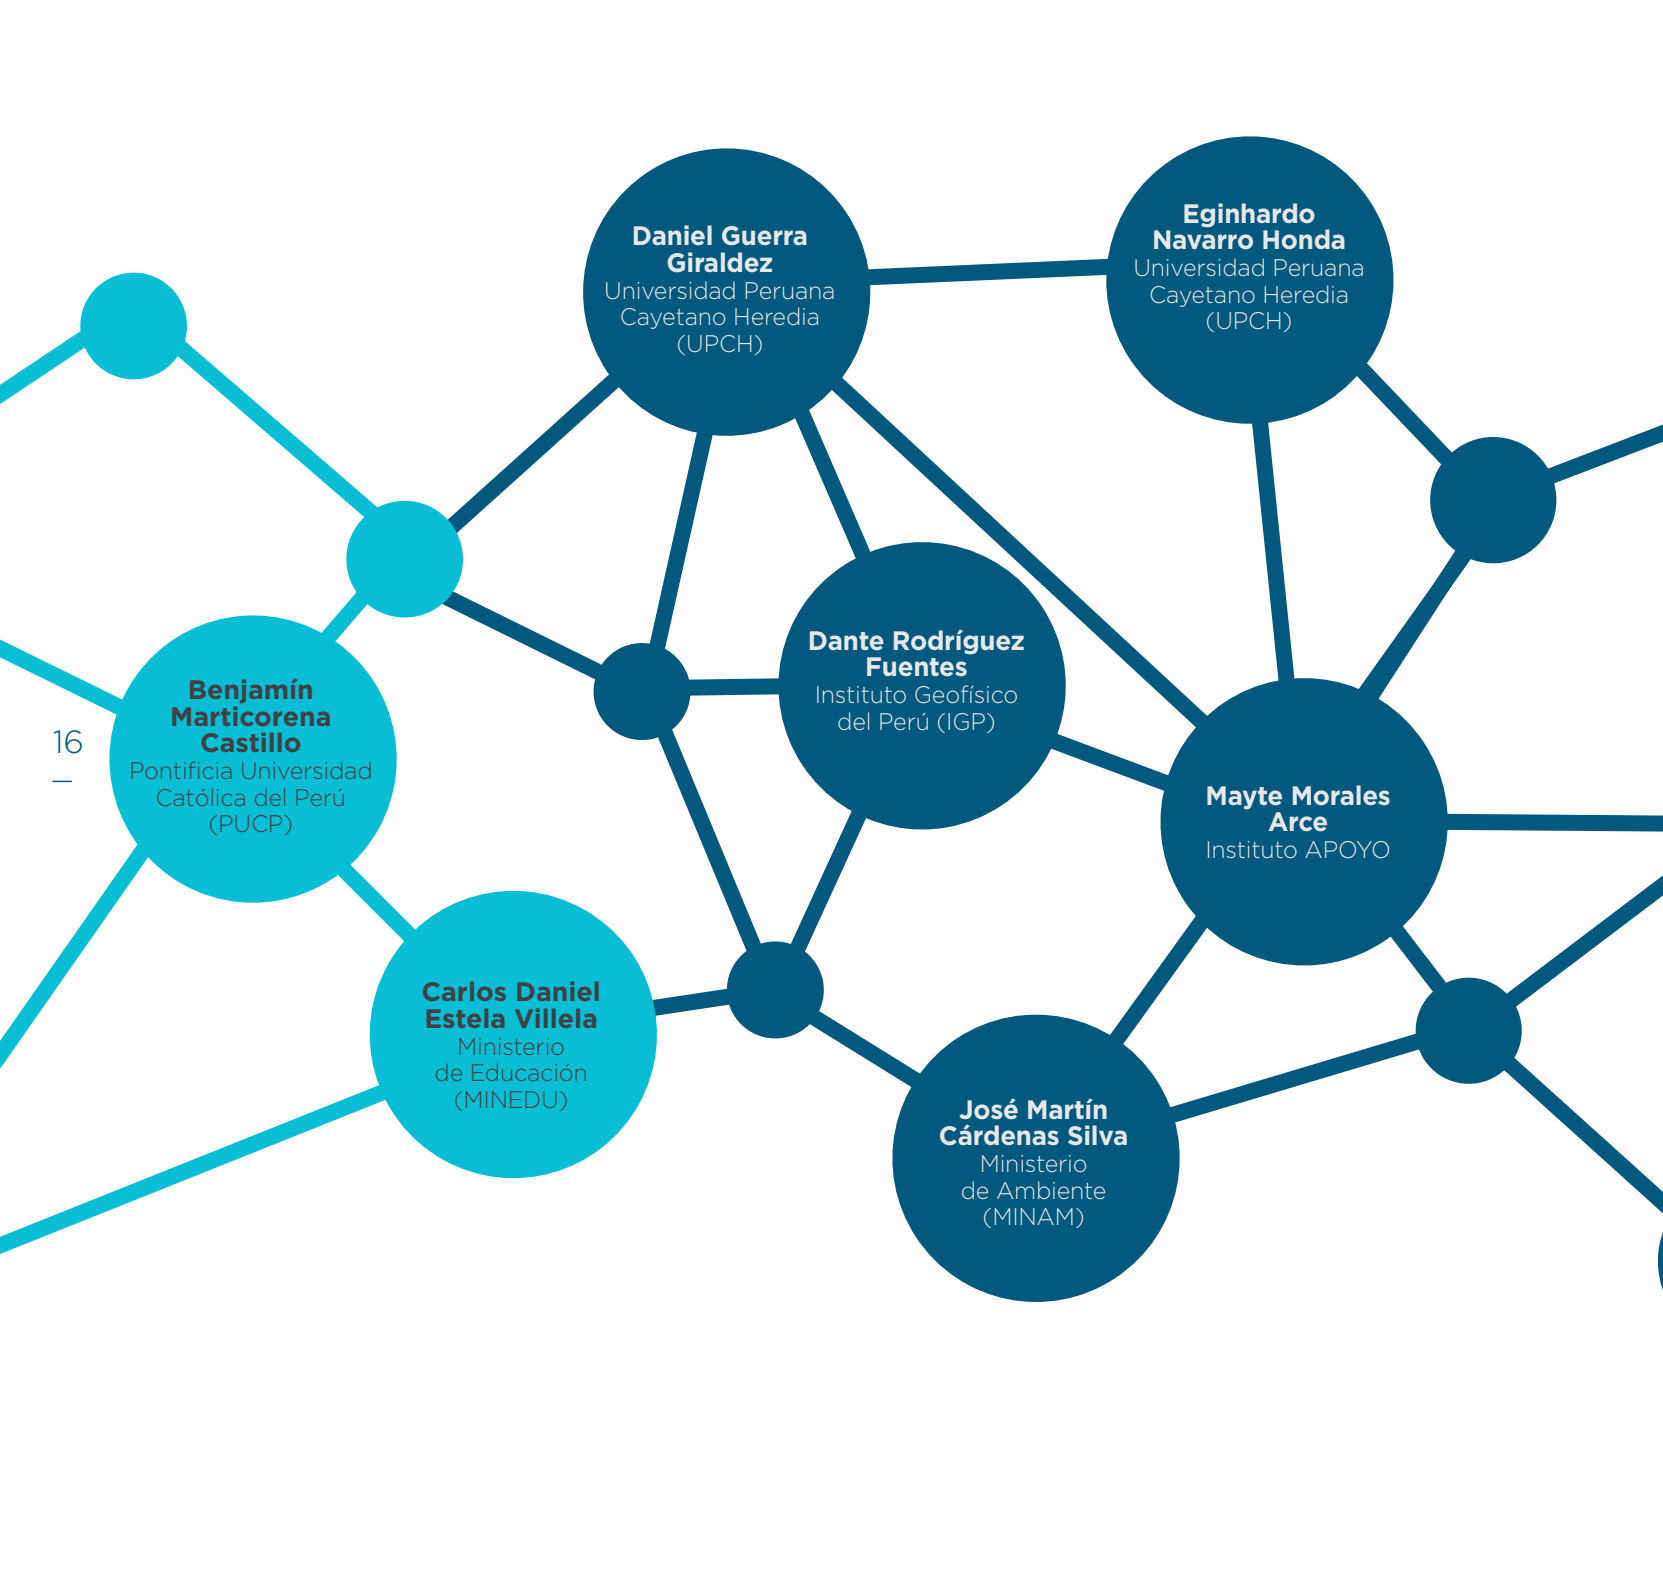 Daniel Guerra
Giraldez
Universidad Peruana
Cayetano Heredia
(UPCH)
Eginhardo
Navarro Honda
Universidad Peruana
Cayetano Heredia
(UPCH)
Dante Rodríguez
Fuentes
Instituto Geofísico
del Perú (IGP)
16
—
Benjamín
Marticorena
Castillo
Pontificia Universidad
Católica del Perú
(PUCP)
Mayte Morales
Arce
Instituto APOYO
Carlos Daniel
Estela Villela
Ministerio
de Educación
(MINEDU)
José Martín
Cárdenas Silva
Ministerio
de Ambiente
(MINAM)